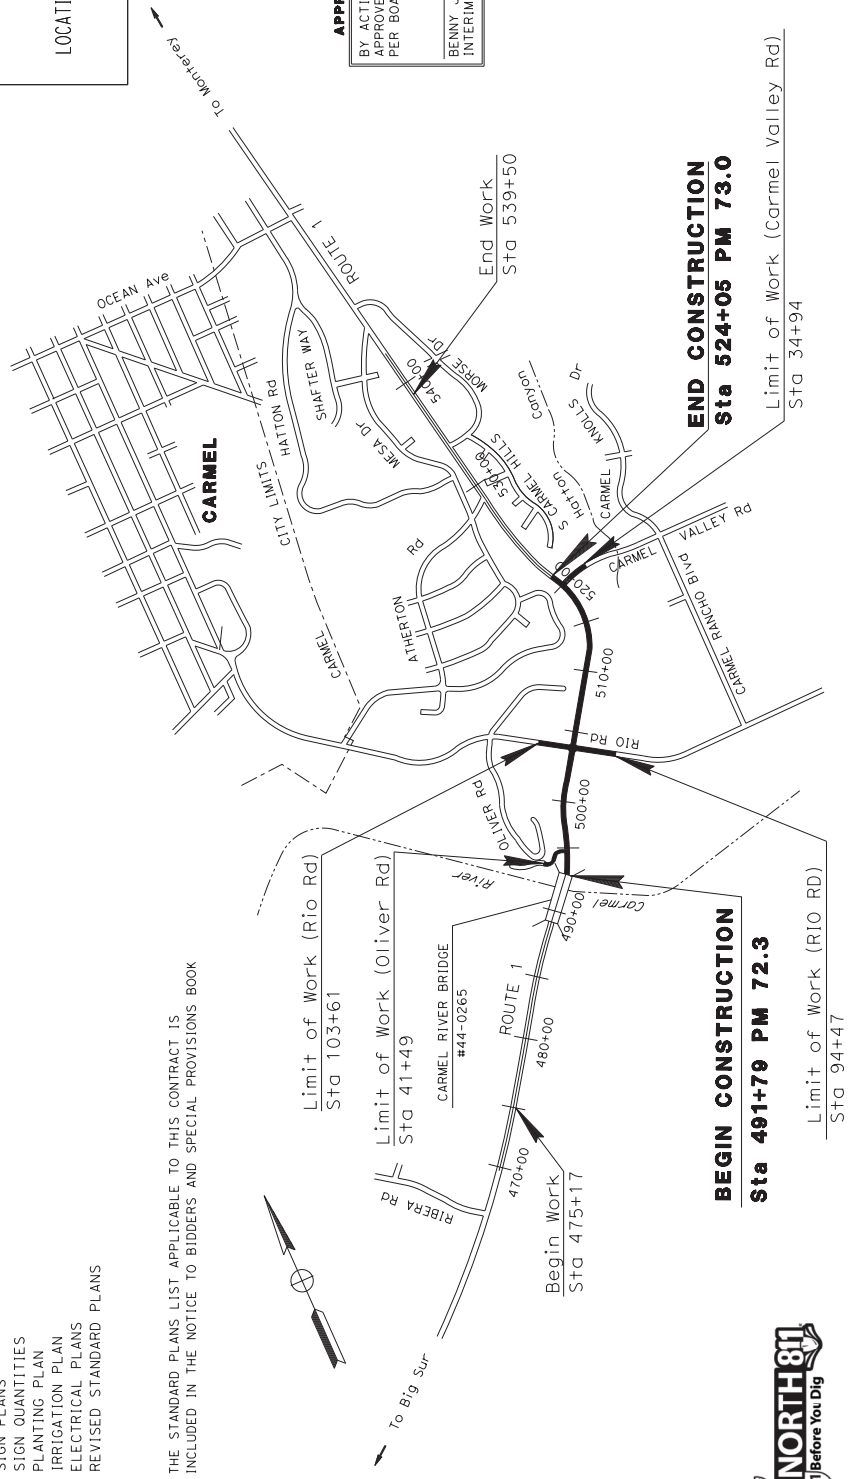 SIGN PLANS
SIGN QUANTITIES
PLANTING PLAN
IRRIGATION PLAN
ELECTRICAL PLANS
REVISED STANDARD PLANS
THE STANDARD PLANS LIST APPLICABLE TO THIS CONTRACT IS
INCLUDED IN THE NOTICE TO BIDDERS AND SPECIAL PROVISIONS BOOK
To Big Sur
RIBERA Rd
470+00
Begin Work
Sta 475+17
480+00
ROUTE 1
CARMEL RIVER BRIDGE
#44-0265
490+00
Limit of Work (Rio Rd)
Sta 103+61
Limit of Work (Oliver Rd)
Sta 41+49
River
Carmel
OLIVER Rd
BEGIN CONSTRUCTION
Sta 491+79 PM 72.3
Limit of Work (RIO RD)
Sta 94+47
500+00
RIO Rd
510+00
520+00
CARMEL
CITY LIMITS
CARMEL
ATHERTON
Rd
HATTON Rd
SHAFTER WAY
MESA Dr
OCEAN Ave
ROUTE 1
To Monterey
540+00
MORSE Dr
530+00
S CARMEL HILLS
Hatton
Canyon
CARMEL
KNOLLS
Dr
CARMEL
VALLEY Rd
CARMEL RANCHO Blvd
End Work
Sta 539+50
END CONSTRUCTION
Sta 524+05 PM 73.0
Limit of Work (Carmel Valley Rd)
Sta 34+94
LOCATI
APPR
BY ACTI
APPROVE
PER BOA
BENNY J
INTERIM
NORTH 811
Before You Dig